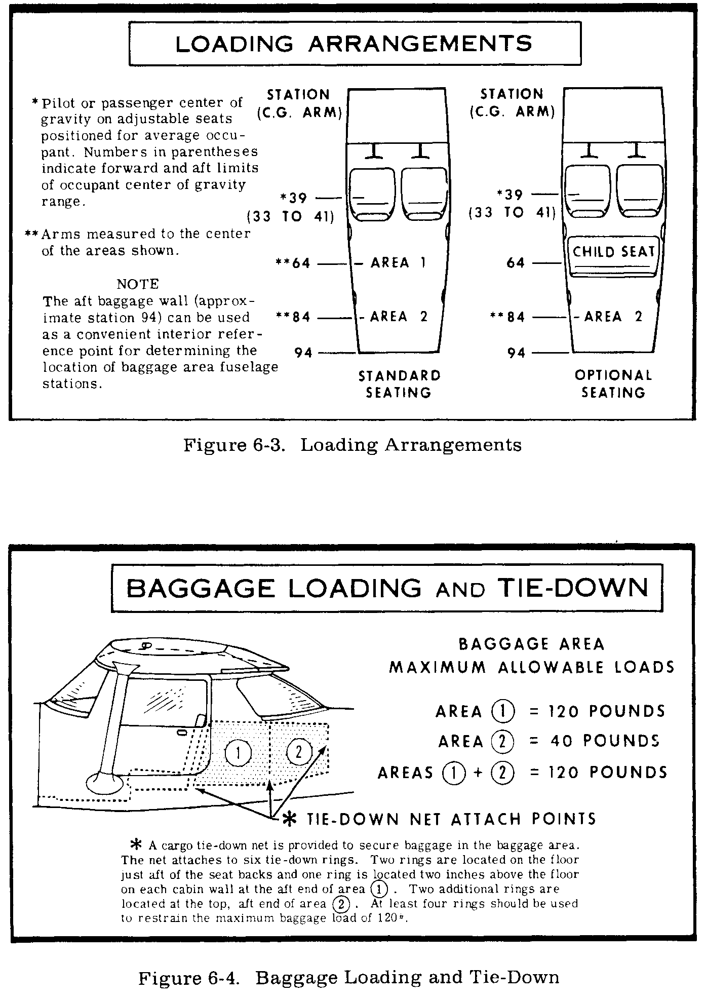 LOADING ARRANGEMENTS
*Pilot or passenger center of
gravity on adjustable seats
positioned for average occu-
pant. Numbers in parentheses
indicate forward and aft limits
of occupant center of gravity
range.
**Arms measured to the center
of the areas shown.
NOTE
The aft baggage wall (approx-
imate station 94) can be used
as a convenient interior refer-
ence point for determining the
location of baggage area fuselage
stations.
STATION
(C.G. ARM)
*39
(33 TO 41)
**64
AREA 1
**84
AREA 2
94
STANDARD
SEATING
STATION
(C.G. ARM)
*39
(33 TO 41)
CHILD SEAT
64
**84
AREA 2
94
OPTIONAL
SEATING
Figure 6-3. Loading Arrangements
BAGGAGE LOADING AND TIE-DOWN
BAGGAGE AREA
MAXIMUM ALLOWABLE LOADS
AREA 1 = 120 POUNDS
AREA 2 = 40 POUNDS
AREAS 1 + 2 = 120 POUNDS
1
2
* TIE-DOWN NET ATTACH POINTS
* A cargo tie-down net is provided to secure baggage in the baggage area.
The net attaches to six tie-down rings. Two rings are located on the floor
just aft of the seat backs and one ring is located two inches above the floor
on each cabin wall at the aft end of area 1. Two additional rings are
located at the top, aft end of area 2. At least four rings should be used
to restrain the maximum baggage load of 120#.
Figure 6-4. Baggage Loading and Tie-Down